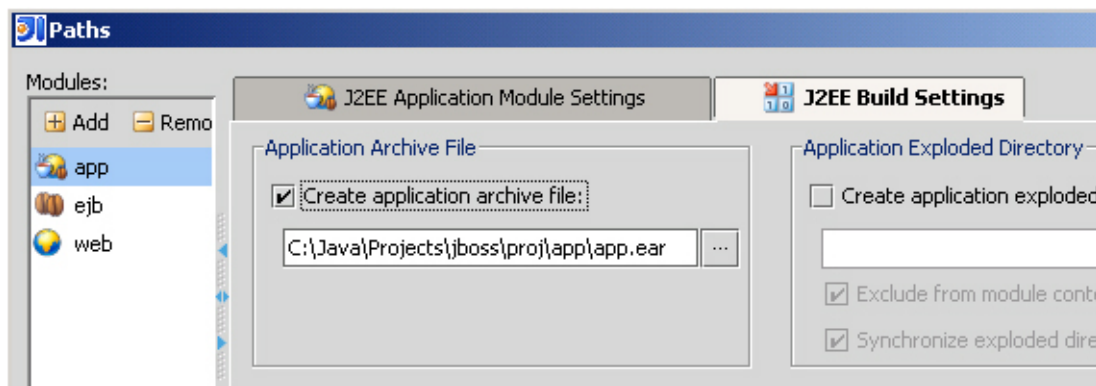 Paths
Modules:
Add Remo
app
ejb
web
J2EE Application Module Settings
J2EE Build Settings
Application Archive File
Create application archive file:
C:\Java\Projects\jboss\proj\app\app.ear
...
Application Exploded Directory
Create application exploded
Exclude from module conte
Synchronize exploded dire